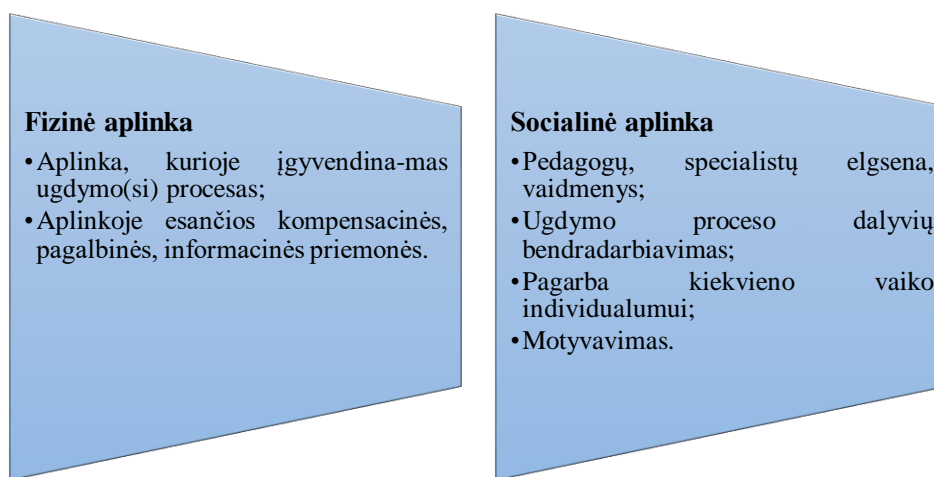 Fizinė aplinka
•Aplinka, kurioje įgyvendina-mas
ugdymo(si) procesas;
•Aplinkoje esančios kompensacinės,
pagalbinės, informacinės priemonės.
Socialinė aplinka
•Pedagogų, specialistų elgsena,
vaidmenys;
•Ugdymo proceso dalyvių
bendradarbiavimas;
•Pagarba kiekvieno vaiko
individualumui;
•Motyvavimas.